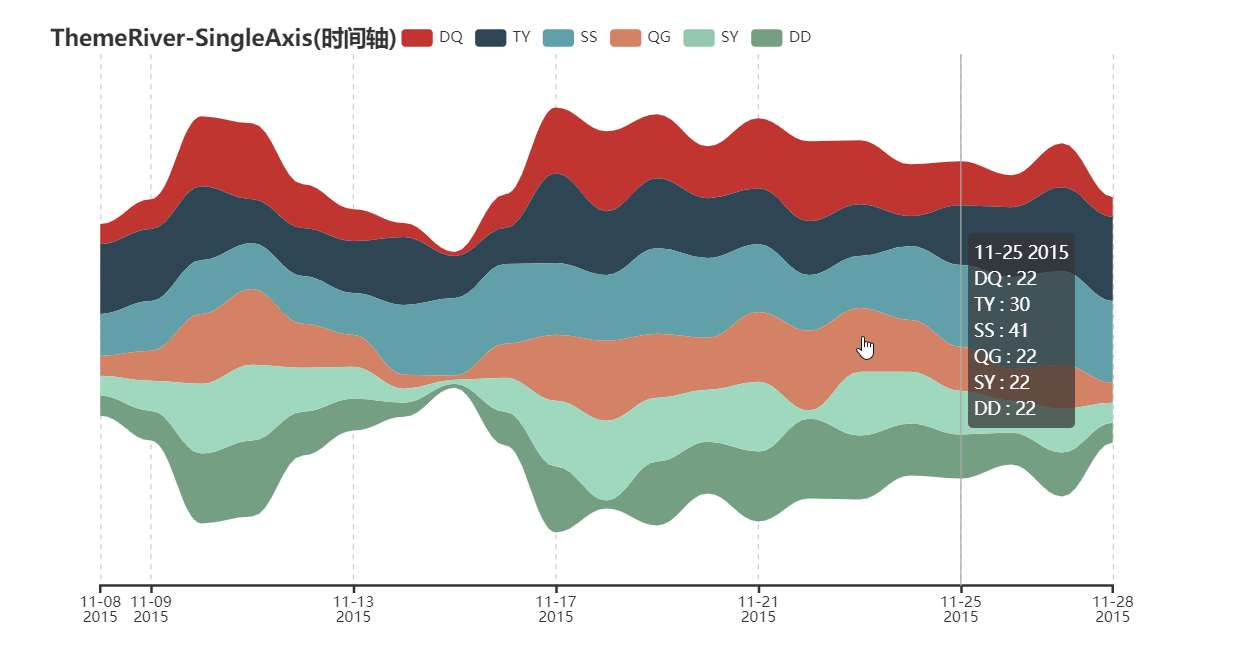 ThemeRiver-SingleAxis(时间轴) DQ TY SS QG SY DD
11-25 2015
DQ : 22
TY : 30
SS : 41
QG : 22
SY : 22
DD : 22
11-08 11-09 11-13 11-17 11-21 11-25 11-28
2015 2015 2015 2015 2015 2015 2015